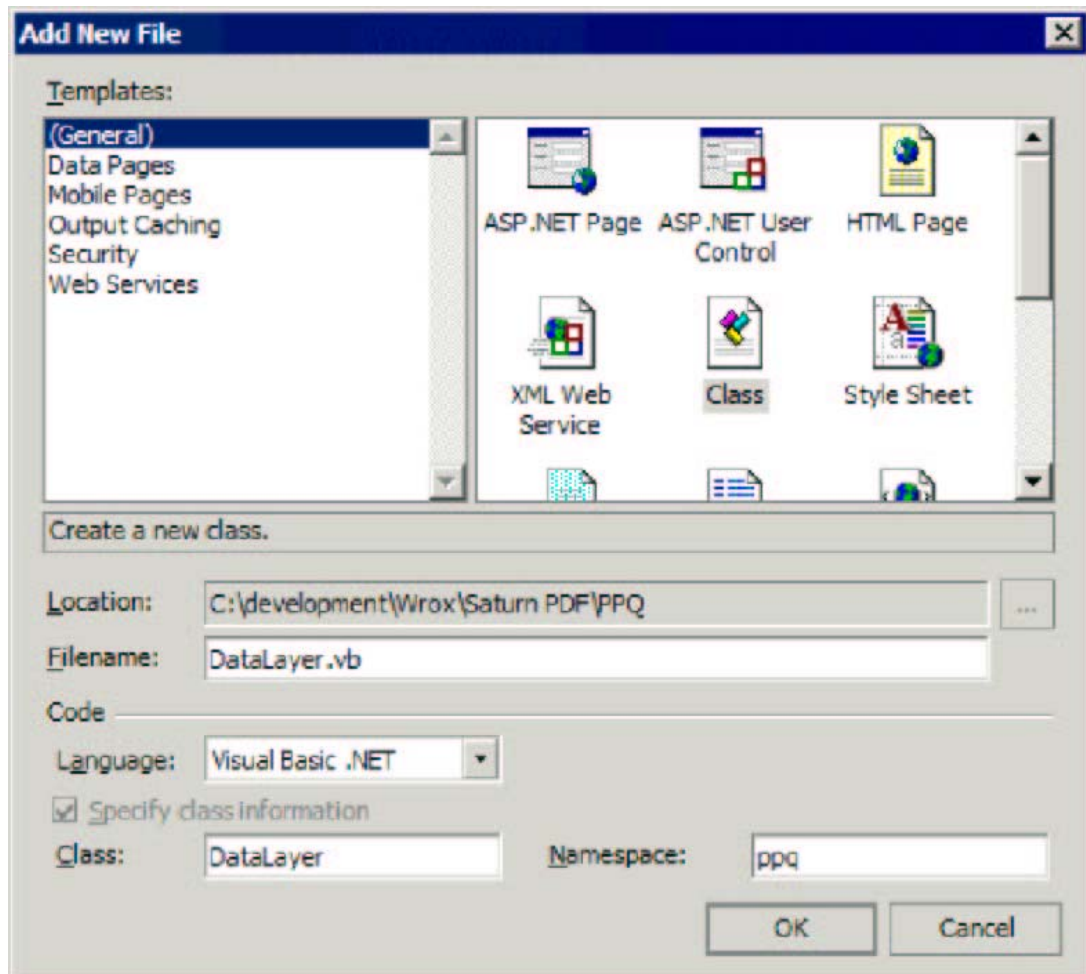 Add New File
Templates:
(General)
Data Pages
Mobile Pages
Output Caching
Security
Web Services
ASP.NET Page
ASP.NET User
Control
HTML Page
XML Web
Service
Class
Style Sheet
Create a new class.
Location:
C:\development\Wrox\Saturn PDF\PPQ
...
Filename:
DataLayer.vb
Code
Language:
Visual Basic .NET
Specify class information
Class:
DataLayer
Namespace:
ppq
OK
Cancel